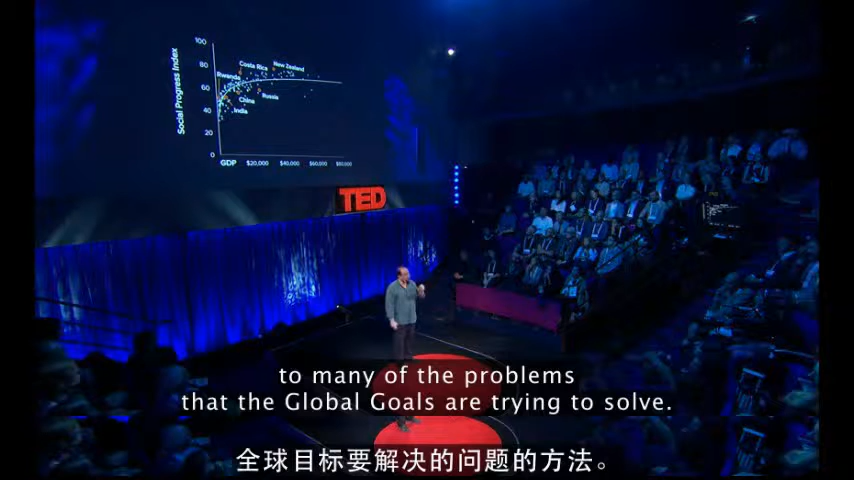 100
80
60
40
20
0
Social Progress Index
Costa Rica
New Zealand
Rwanda
China
Russia
India
GDP
$20,000
$40,000
$60,000
$80,000
TED
to many of the problems
that the Global Goals are trying to solve.
全球目标要解决的问题的方法。